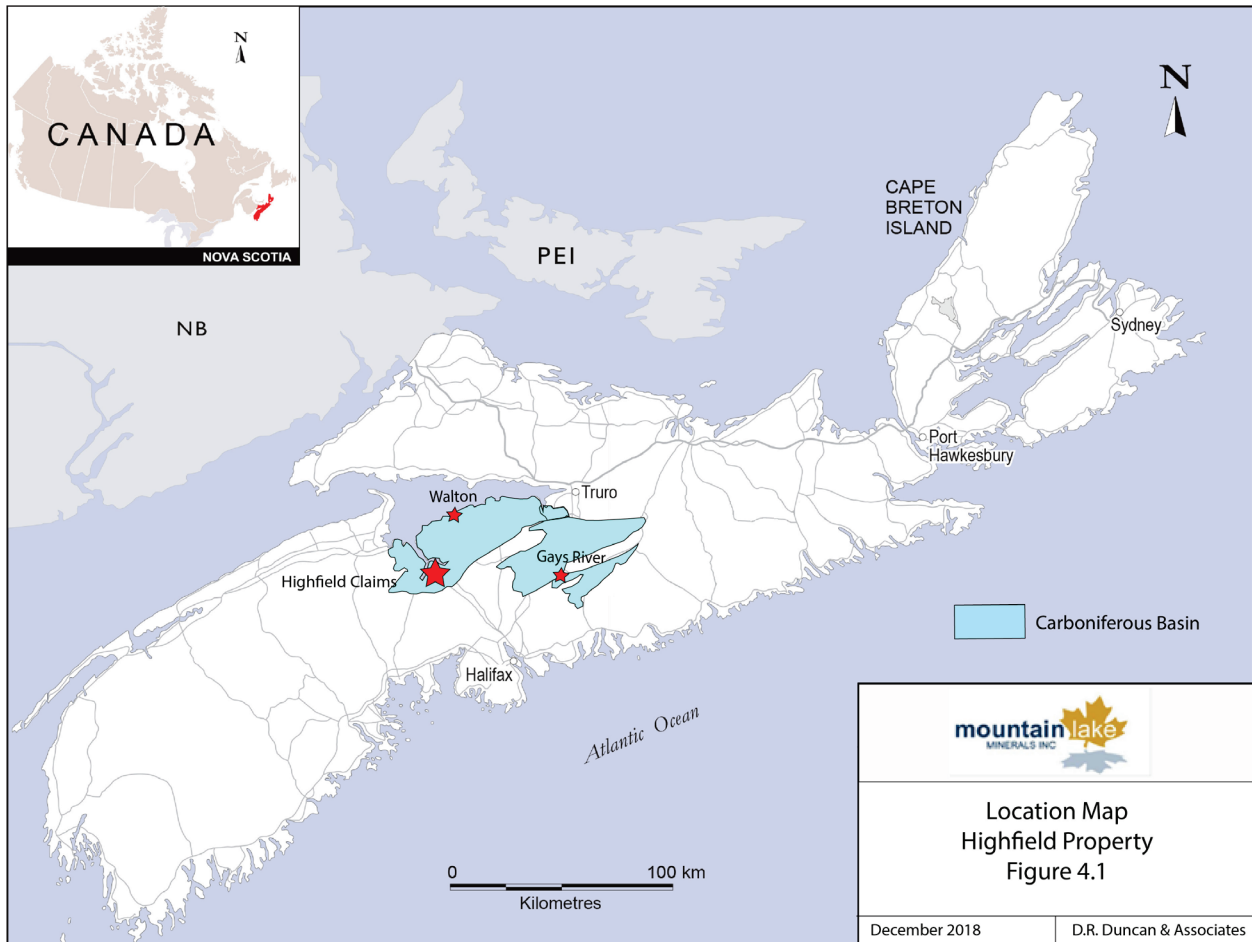 N
CANADA
NOVA SCOTIA
N
CAPE
BRETON
ISLAND
PEI
NB
Sydney
Port
Hawkesbury
Truro
Walton
Gays River
Highfield Claims
Carboniferous Basin
Halifax
Atlantic Ocean
mountain lake
MINERALS INC
Location Map
Highfield Property
Figure 4.1
0 100 km
Kilometres
December 2018
D.R. Duncan & Associates